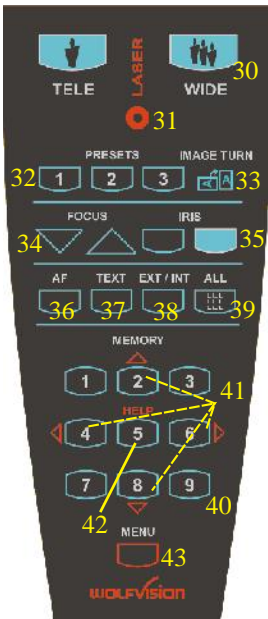 LASER
30
TELE
WIDE
31
PRESETS
IMAGE TURN
32
1
2
3
A
A
33
FOCUS
IRIS
34
35
AF
TEXT
EXT / INT
ALL
36
37
38
39
MEMORY
1
2
3
41
HELP
4
5
6
7
8
9
40
42
MENU
43
WOLFVISION